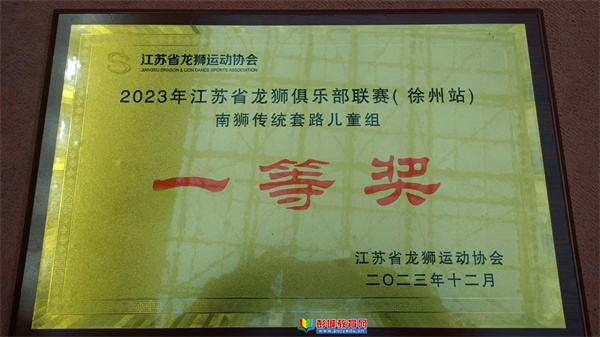 江苏省龙狮运动协会
JIANGSU DRAGON & LION DANCE SPORTS ASSOCIATION
2023年江苏省龙狮俱乐部联赛(徐州站)
南狮传统套路儿童组
一等奖
江苏省龙狮运动协会
二〇二三年十二月
彭城教育网